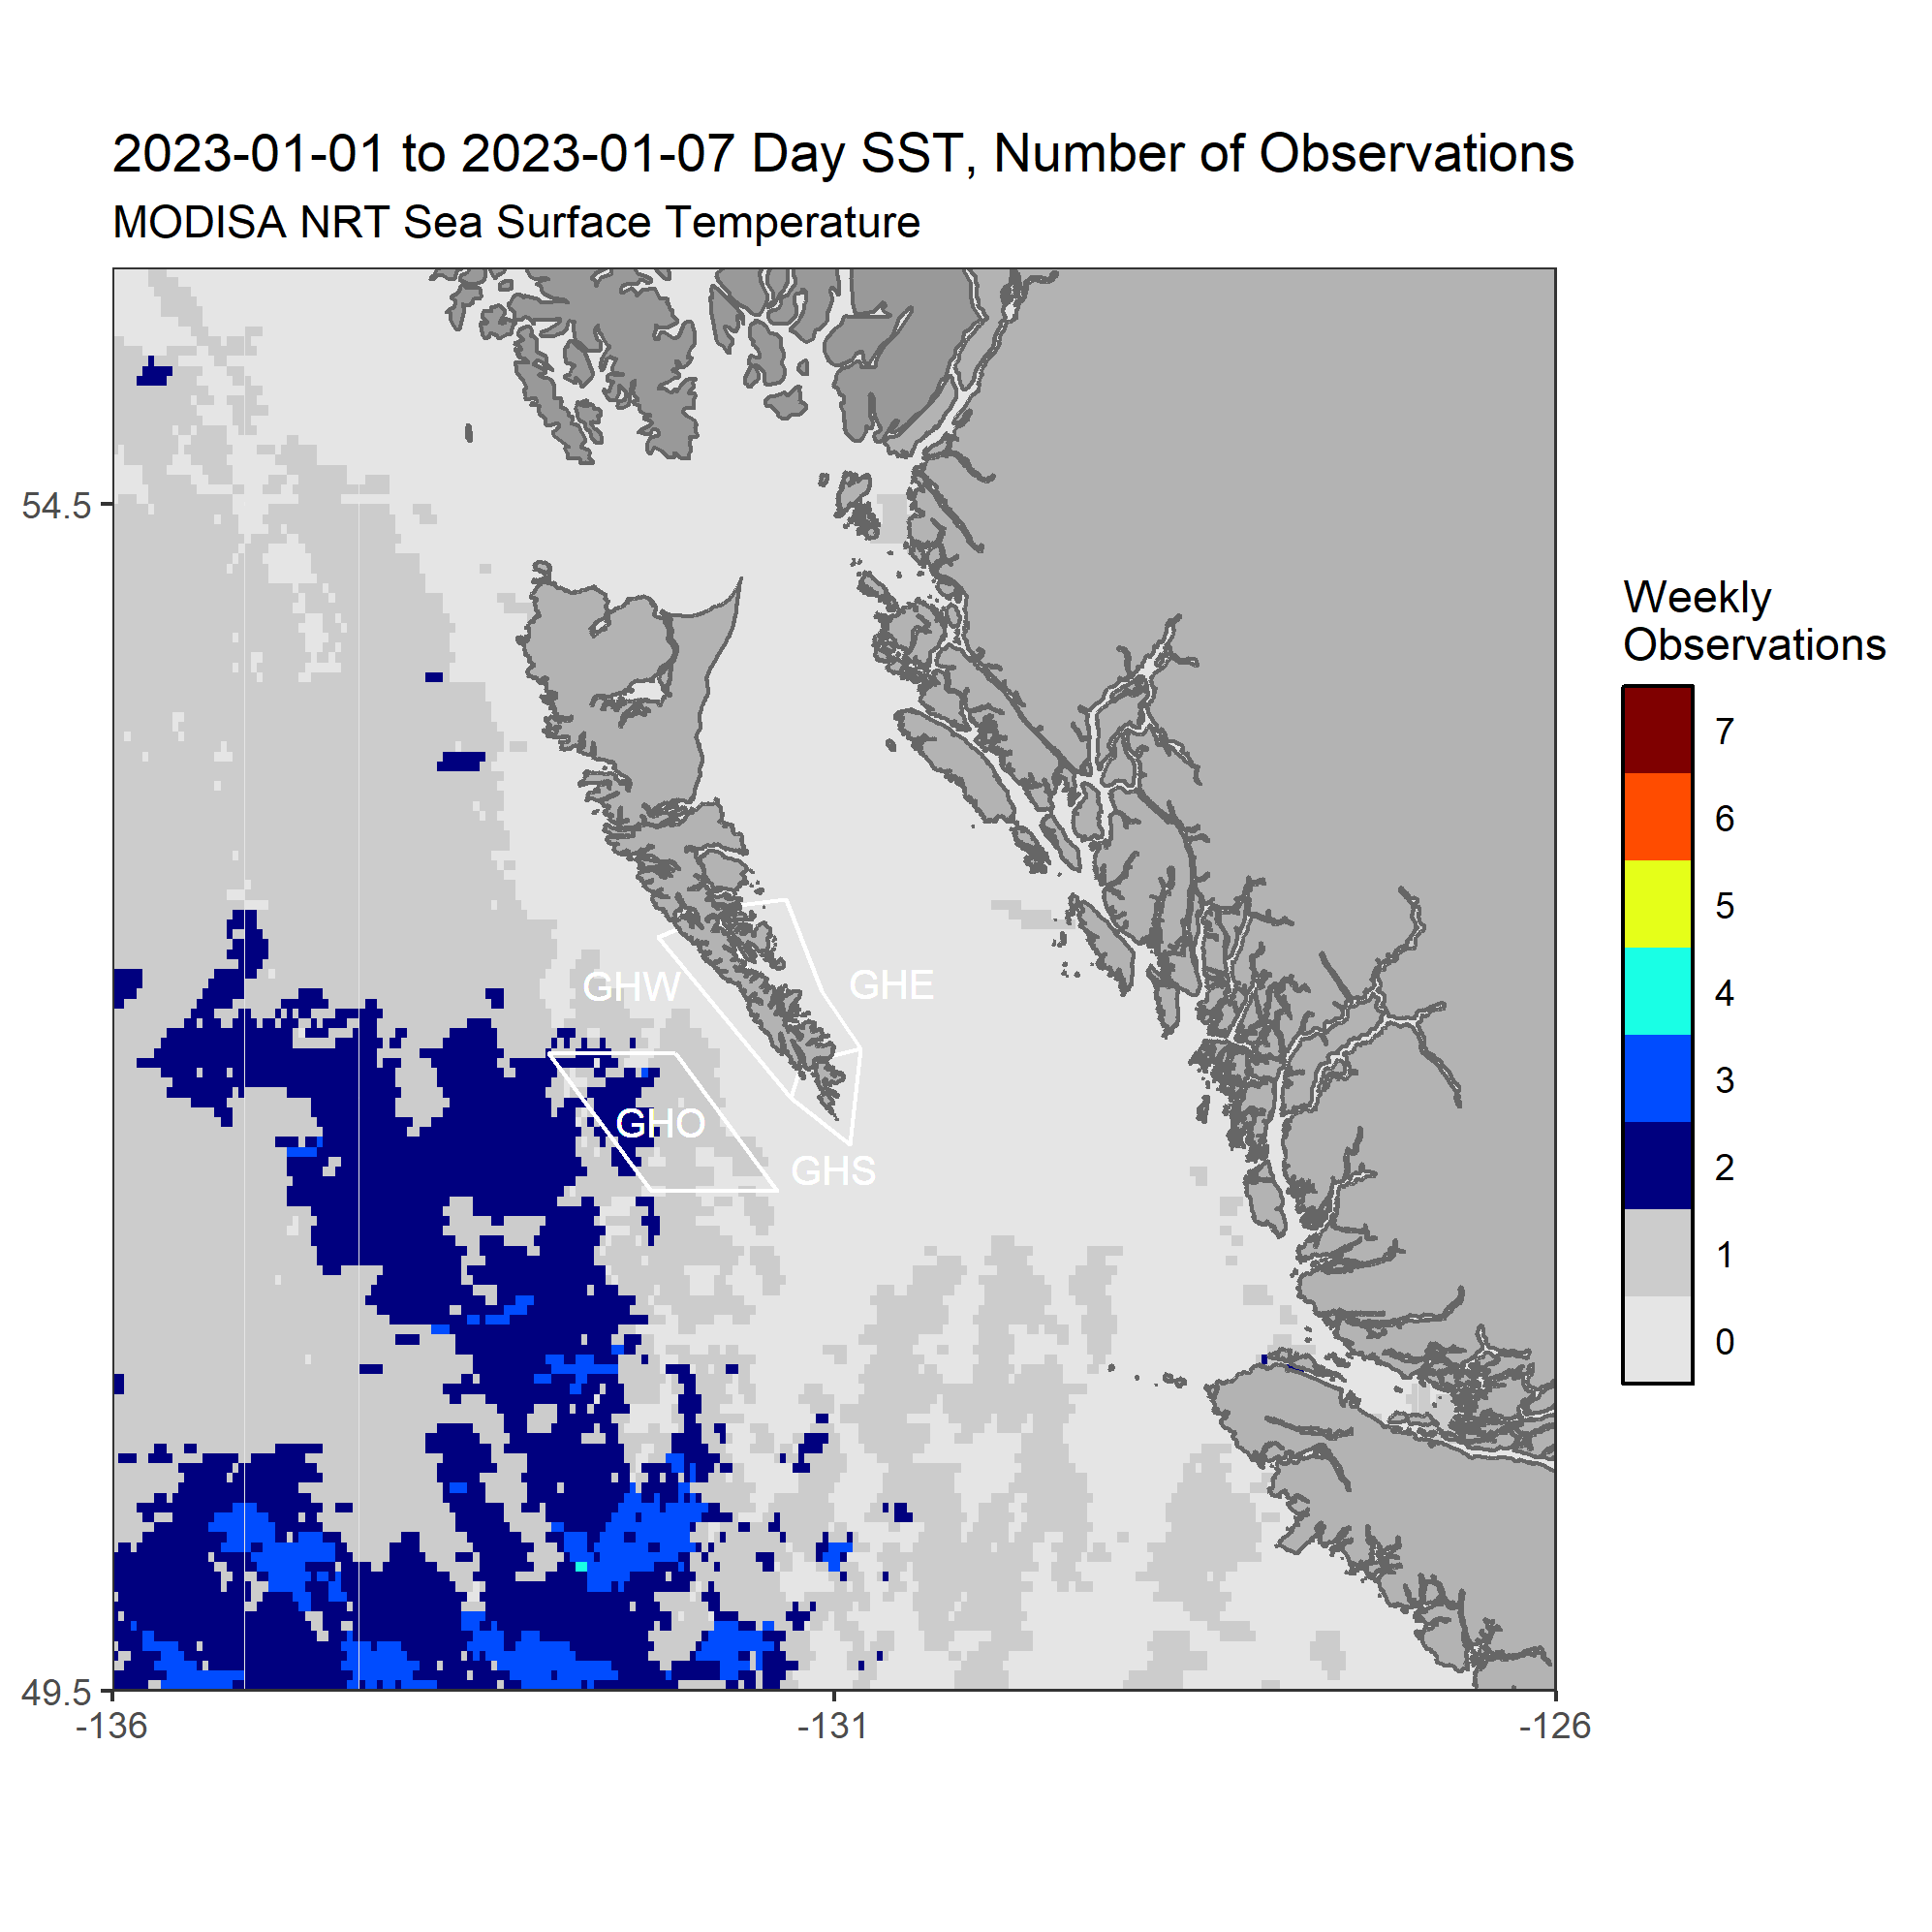 2023-01-01 to 2023-01-07 Day SST, Number of Observations
MODISA NRT Sea Surface Temperature
54.5
49.5
-136
-131
-126
GHW
GHE
GHO
GHS
Weekly
Observations
7
6
5
4
3
2
1
0